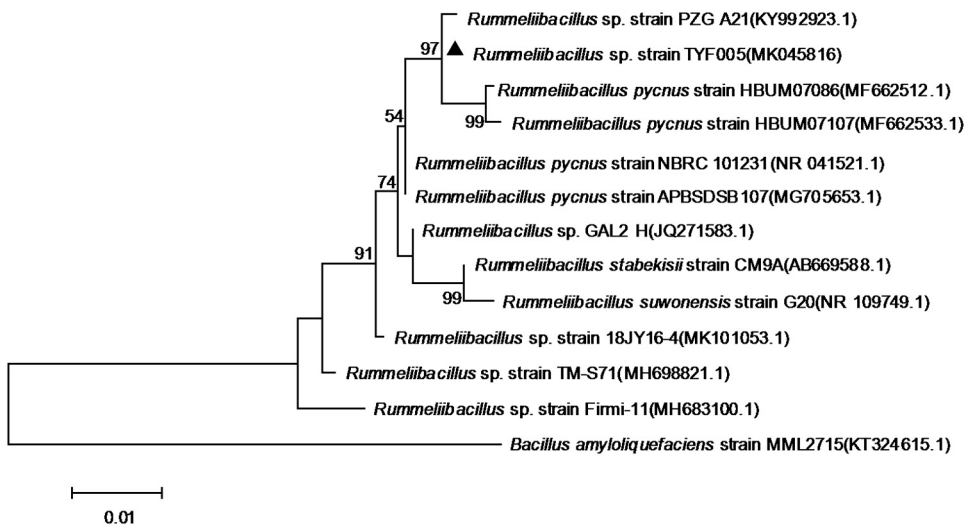 Rummeliibacillus sp. strain PZG A21(KY992923.1)
97
Rummeliibacillus sp. strain TYF005(MK045816)
Rummeliibacillus pycnus strain HBUM07086(MF662512.1)
99
Rummeliibacillus pycnus strain HBUM07107(MF662533.1)
54
Rummeliibacillus pycnus strain NBRC 101231(NR 041521.1)
74
Rummeliibacillus pycnus strain APBSDSB107(MG705653.1)
Rummeliibacillus sp. GAL2 H(JQ271583.1)
91
Rummeliibacillus stabekisii strain CM9A(AB669588.1)
99
Rummeliibacillus suwonensis strain G20(NR 109749.1)
Rummeliibacillus sp. strain 18JY16-4(MK101053.1)
Rummeliibacillus sp. strain TM-S71(MH698821.1)
Rummeliibacillus sp. strain Firmi-11(MH683100.1)
Bacillus amyloliquefaciens strain MML2715(KT324615.1)
0.01